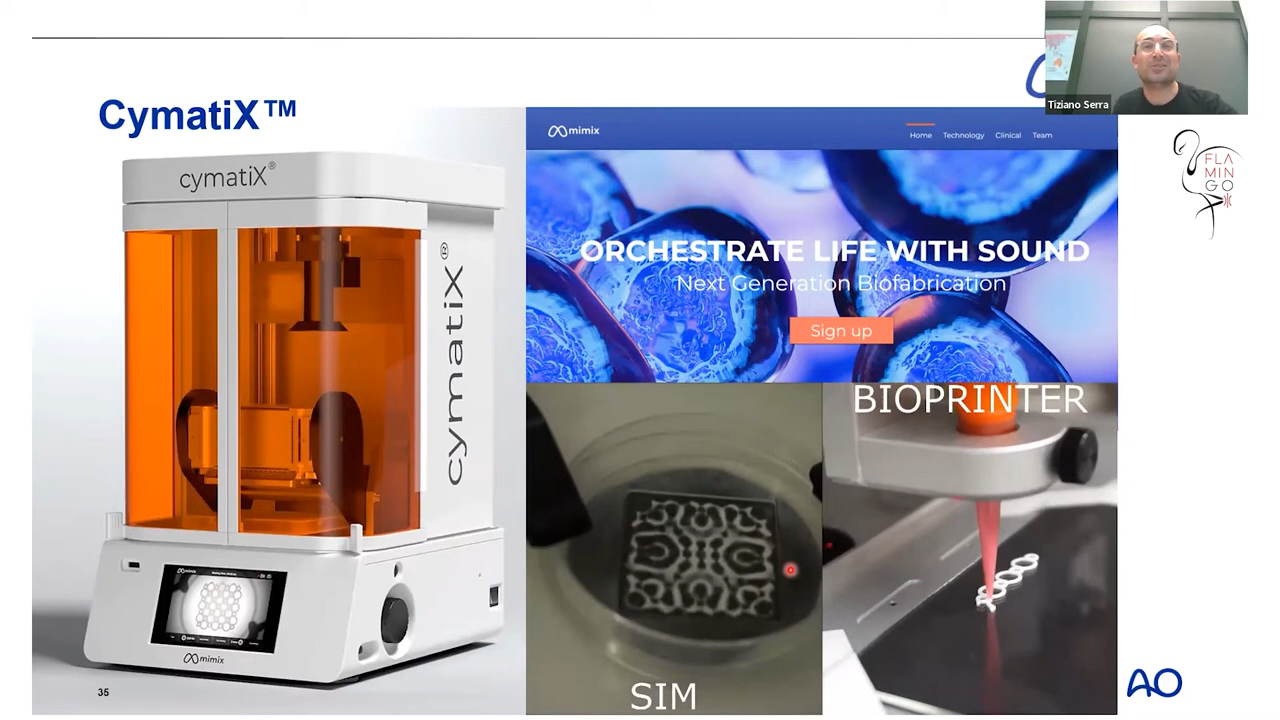 CymatiX™
cymatiX®
cymatiX®
mimix
35
mimix
Home Technology Clinical Team
ORCHESTRATE LIFE WITH SOUND
Next Generation Biofabrication
Sign up
SIM
BIOPRINTER
Tiziano Serra
FLA
MIN
GO
AO